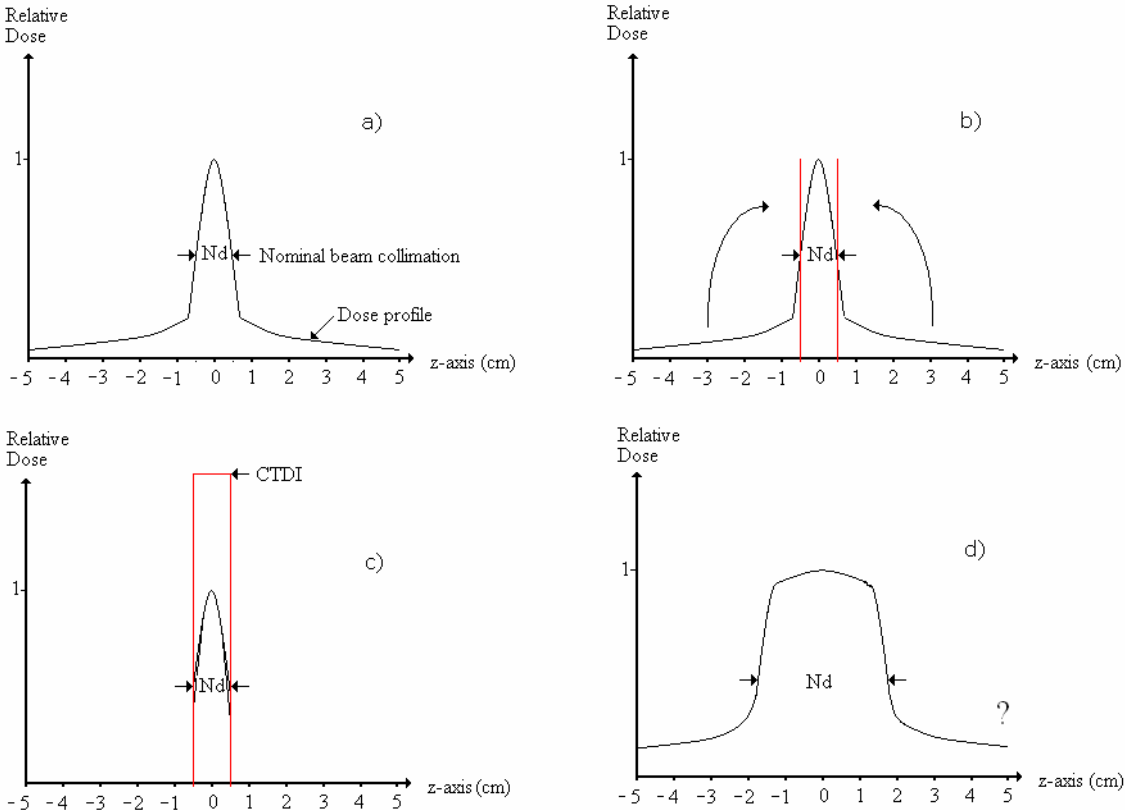 Relative
Dose
a)
1
Nd
Nominal beam collimation
Dose profile
z-axis (cm)
-5 -4 -3 -2 -1 0 1 2 3 4 5
Relative
Dose
b)
1
Nd
z-axis (cm)
-5 -4 -3 -2 -1 0 1 2 3 4 5
Relative
Dose
CTDI
c)
1
Nd
z-axis (cm)
-5 -4 -3 -2 -1 0 1 2 3 4 5
Relative
Dose
d)
1
Nd
?
z-axis (cm)
-5 -4 -3 -2 -1 0 1 2 3 4 5